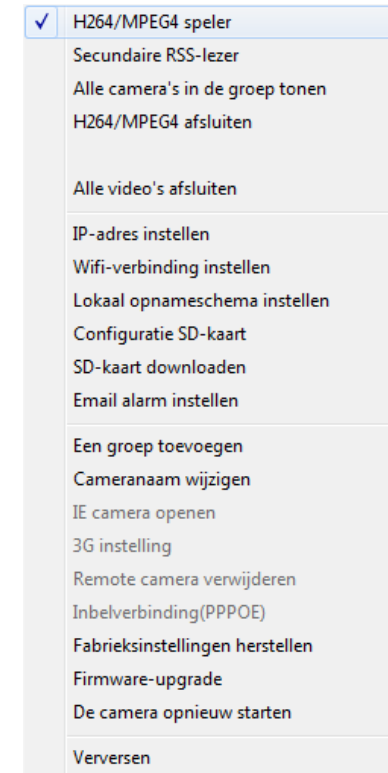 H264/MPEG4 speler
Secundaire RSS-lezer
Alle camera's in de groep tonen
H264/MPEG4 afsluiten
Alle video's afsluiten
IP-adres instellen
Wifi-verbinding instellen
Lokaal opnameschema instellen
Configuratie SD-kaart
SD-kaart downloaden
Email alarm instellen
Een groep toevoegen
Cameranaam wijzigen
IE camera openen
3G instelling
Remote camera verwijderen
Inbelverbinding(PPPOE)
Fabrieksinstellingen herstellen
Firmware-upgrade
De camera opnieuw starten
Verversen